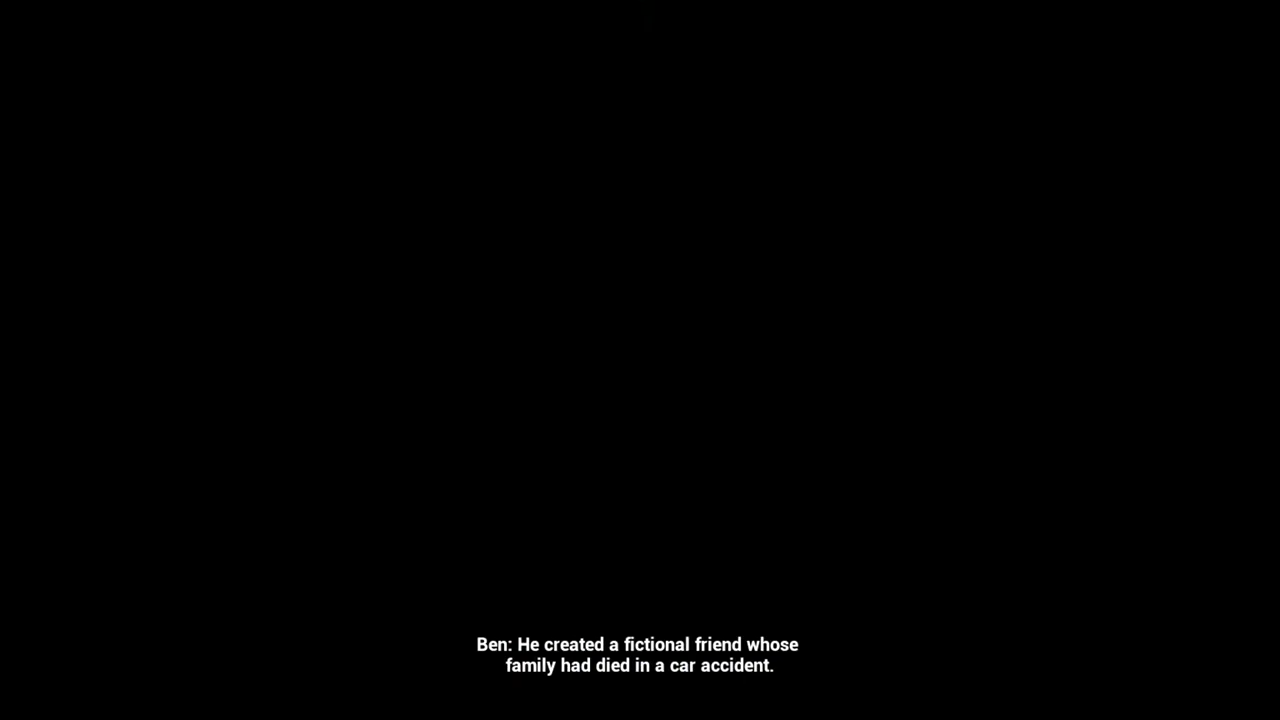 Ben: He created a fictional friend whose
family had died in a car accident.